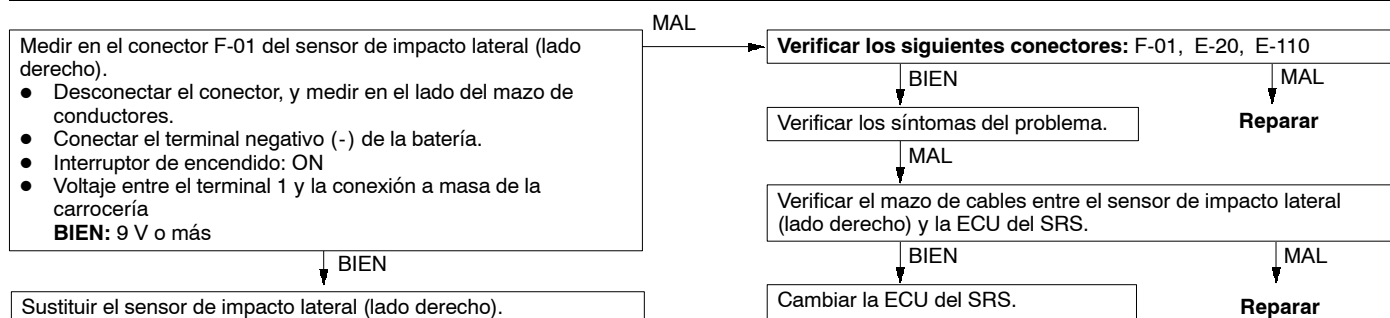 MAL
Medir en el conector F-01 del sensor de impacto lateral (lado
derecho).
● Desconectar el conector, y medir en el lado del mazo de
conductores.
● Conectar el terminal negativo (-) de la batería.
● Interruptor de encendido: ON
● Voltaje entre el terminal 1 y la conexión a masa de la
carrocería
BIEN: 9 V o más
BIEN
Sustituir el sensor de impacto lateral (lado derecho).
Verificar los siguientes conectores: F-01, E-20, E-110
BIEN
MAL
Verificar los síntomas del problema.
Reparar
MAL
Verificar el mazo de cables entre el sensor de impacto lateral
(lado derecho) y la ECU del SRS.
BIEN
MAL
Cambiar la ECU del SRS.
Reparar